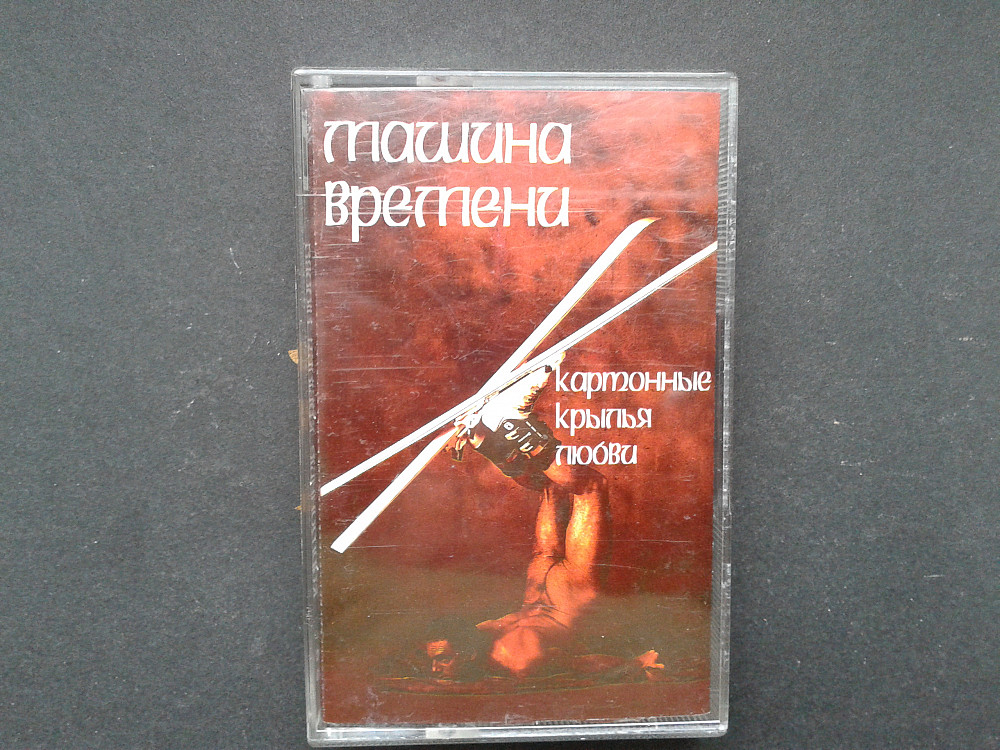 машина
времени
картонные
крылья
любви